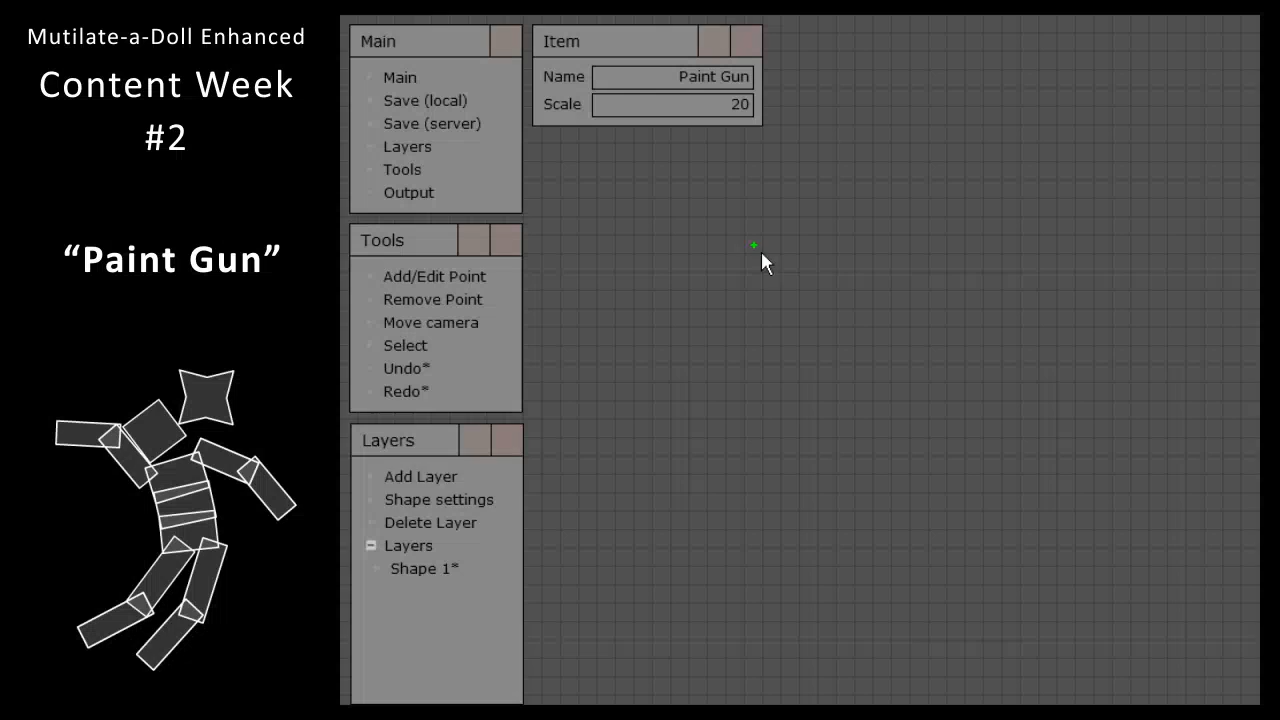 Mutilate-a-Doll Enhanced
Content Week
#2
“Paint Gun”
Main
Main
Save (local)
Save (server)
Layers
Tools
Output
Tools
Add/Edit Point
Remove Point
Move camera
Select
Undo*
Redo*
Layers
Add Layer
Shape settings
Delete Layer
Layers
Shape 1*
Item
Name Paint Gun
Scale 20